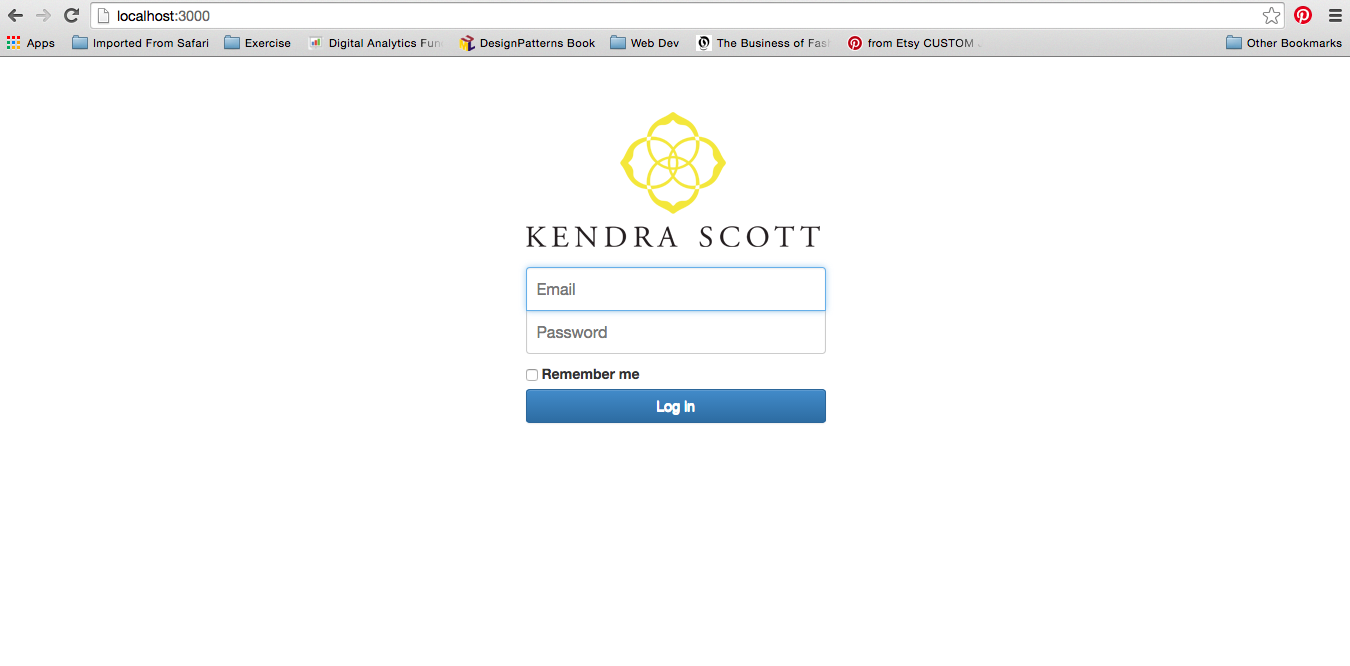 localhost:3000
Apps Imported From Safari Exercise Digital Analytics Fun DesignPatterns Book Web Dev The Business of Fas from Etsy CUSTOM Other Bookmarks
KENDRA SCOTT
Email
Password
Remember me
Log in